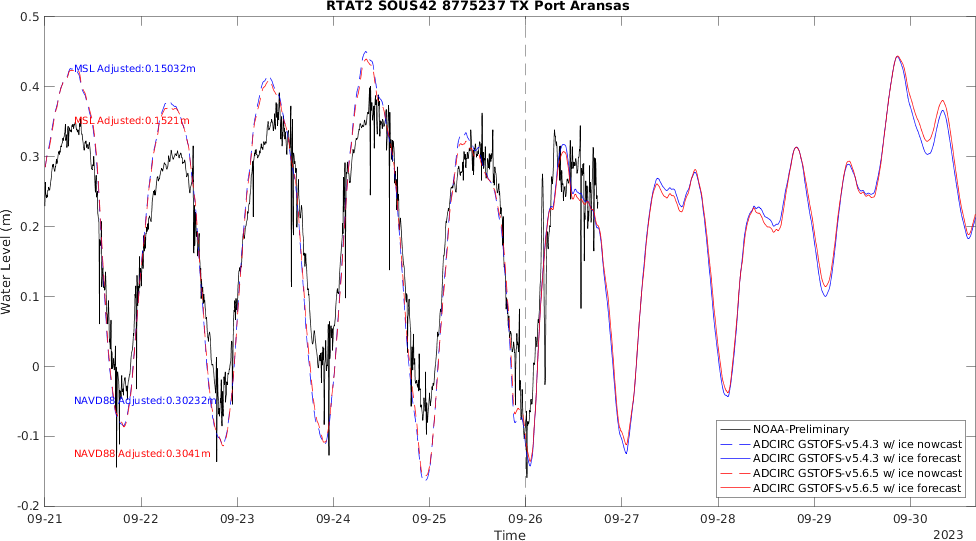 RTAT2 SOUS42 8775237 TX Port Aransas
Water Level (m)
0.5
0.4
0.3
0.2
0.1
0
-0.1
-0.2
MSL Adjusted:0.15032m
MSL Adjusted:0.1521m
NAVD88 Adjusted:0.30232m
NAVD88 Adjusted:0.3041m
NOAA-Preliminary
ADCIRC GSTOFS-v5.4.3 w/ ice nowcast
ADCIRC GSTOFS-v5.4.3 w/ ice forecast
ADCIRC GSTOFS-v5.6.5 w/ ice nowcast
ADCIRC GSTOFS-v5.6.5 w/ ice forecast
09-21 09-22 09-23 09-24 09-25 09-26 09-27 09-28 09-29 09-30
Time
2023